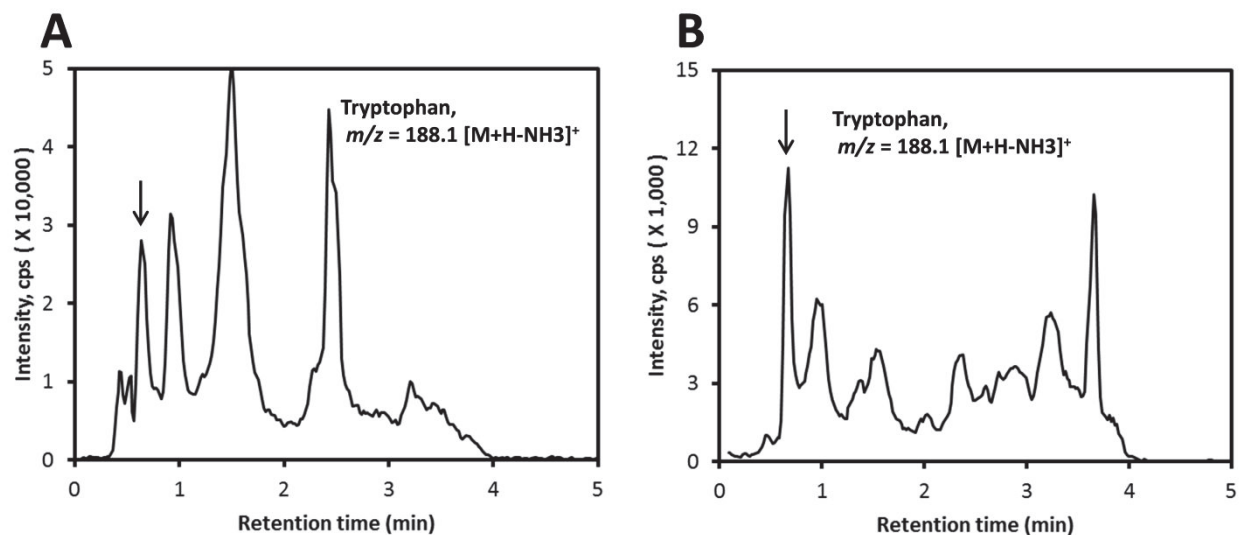 A
B
5
4
3
2
1
0
Intensity, cps ( X 10,000)
Tryptophan,
m/z = 188.1 [M+H-NH3]+
0 1 2 3 4 5
Retention time (min)
15
12
9
6
3
0
Intensity, cps ( X 1,000)
Tryptophan,
m/z = 188.1 [M+H-NH3]+
0 1 2 3 4 5
Retention time (min)